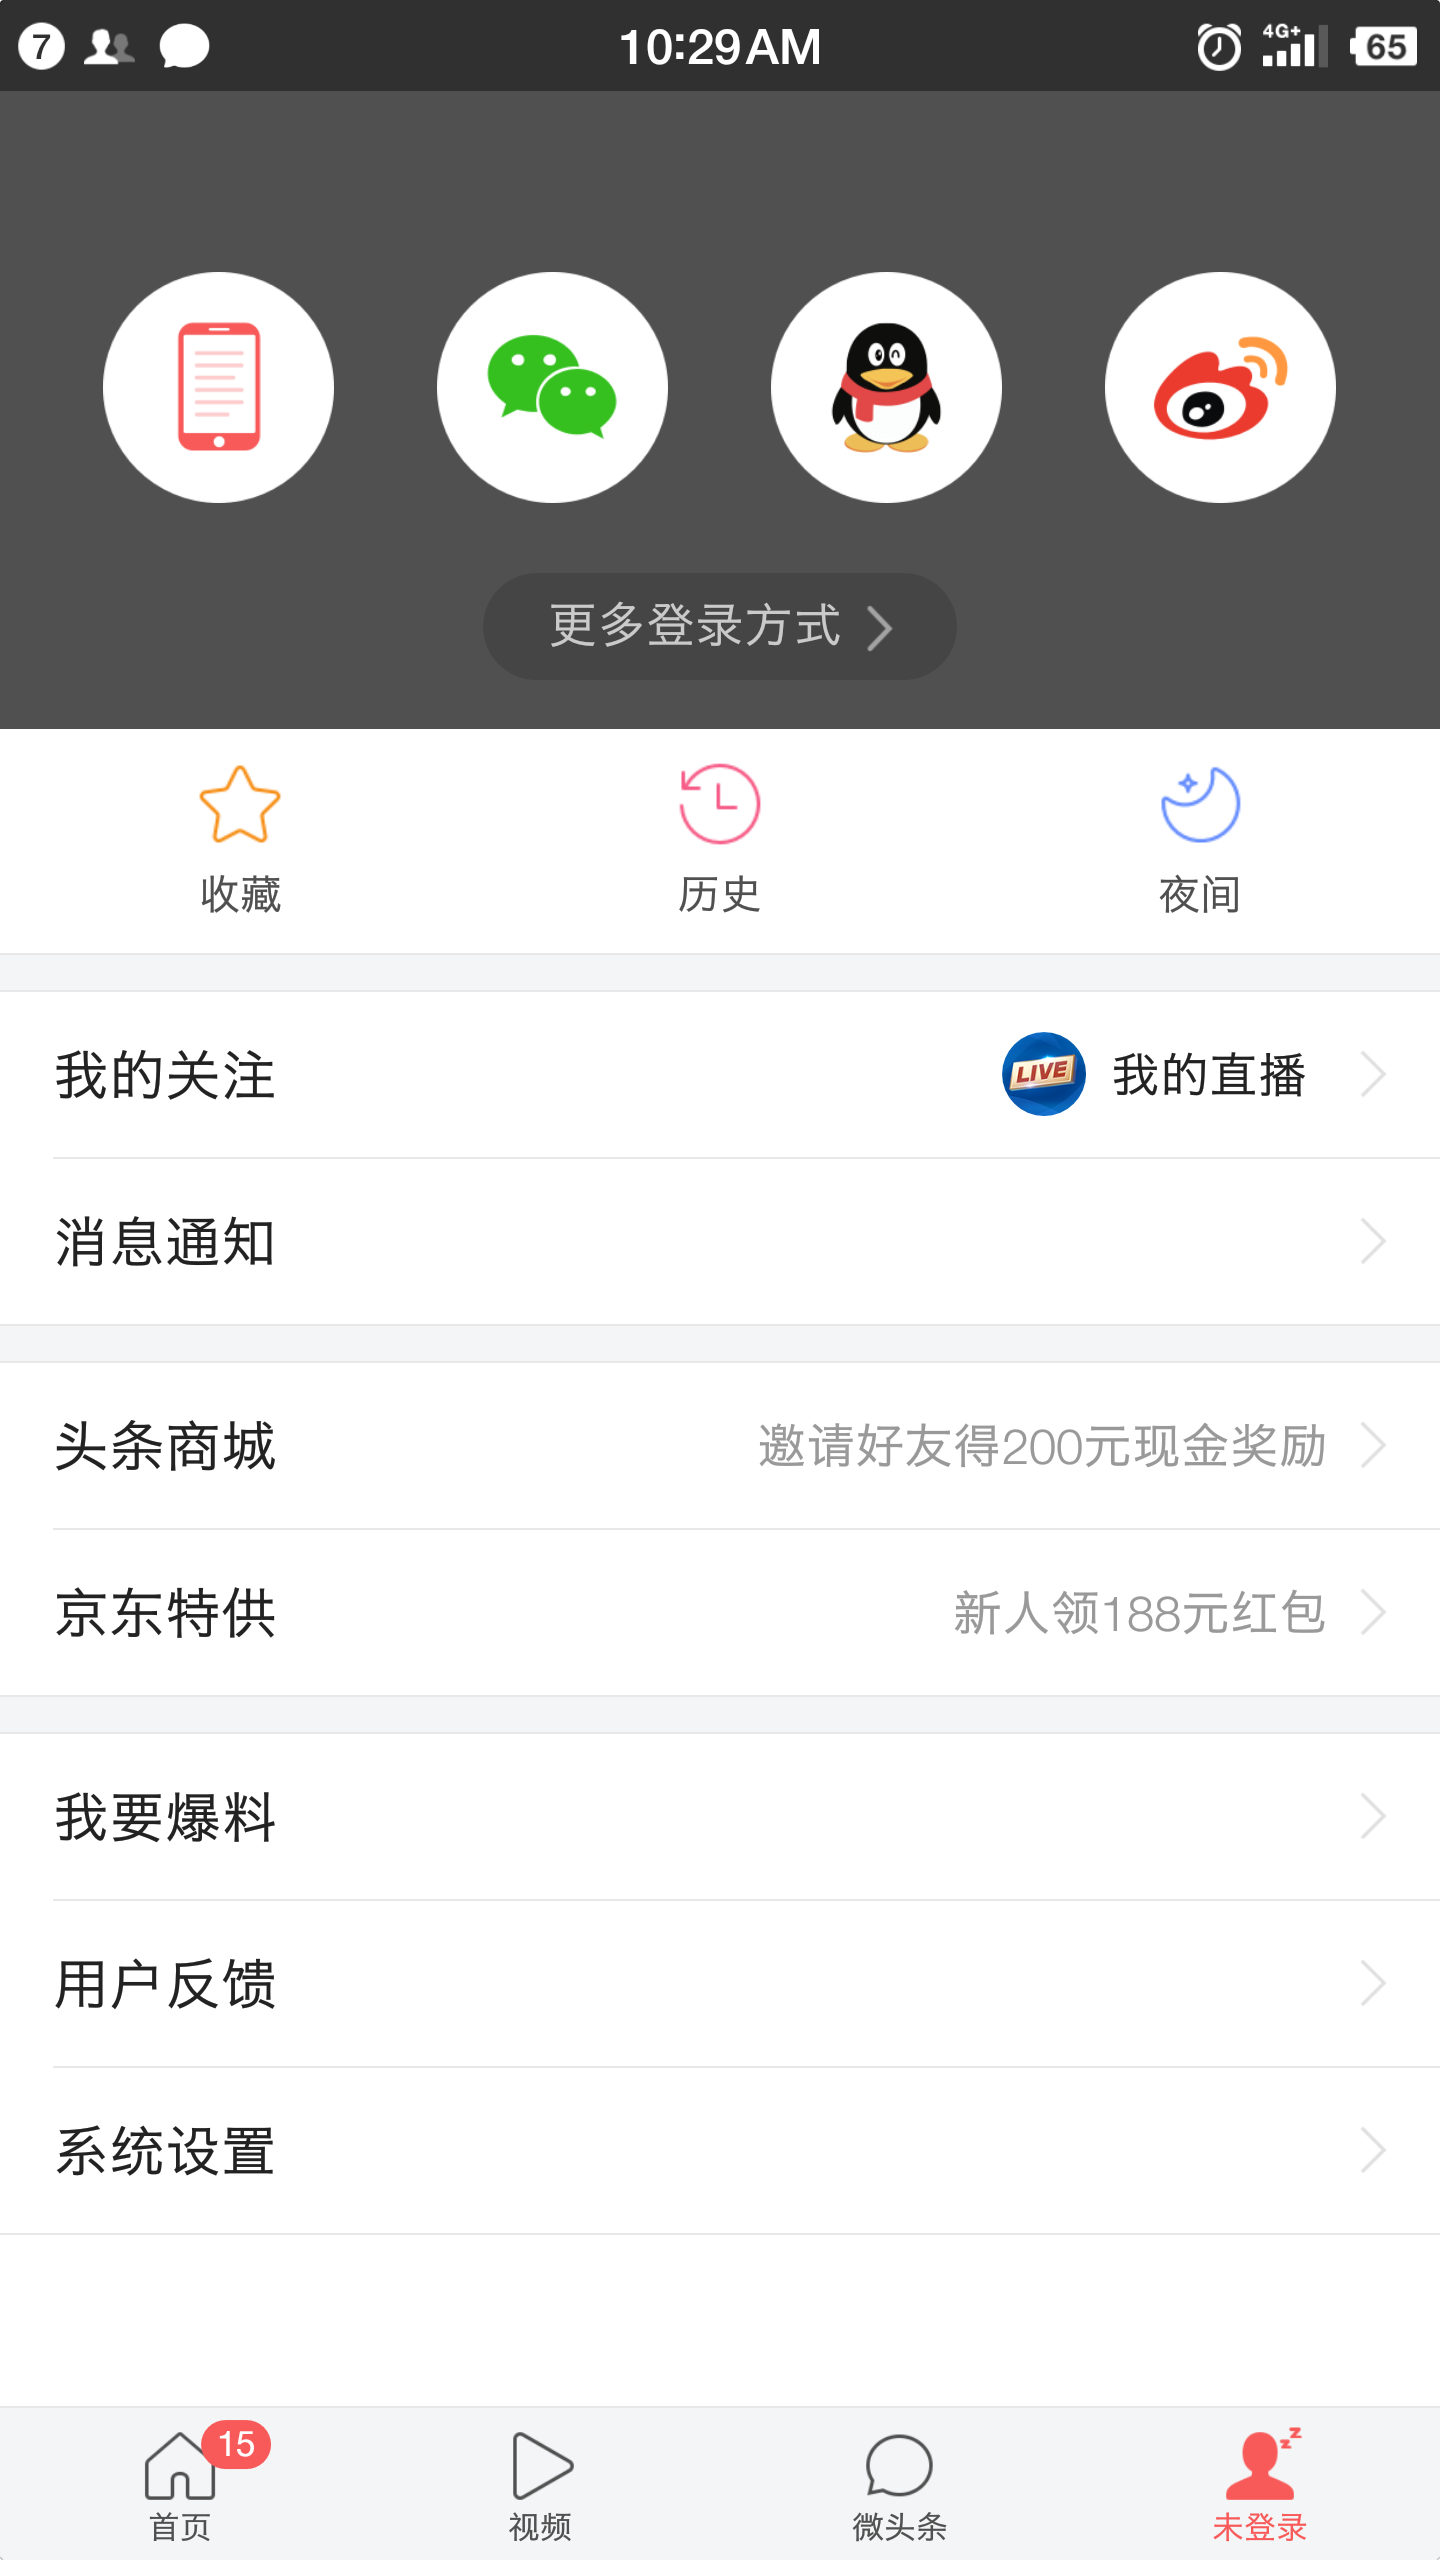 7
10:29 AM
4G+
65
更多登录方式
收藏
历史
夜间
我的关注
LIVE
我的直播
消息通知
头条商城
邀请好友得200元现金奖励
京东特供
新人领188元红包
我要爆料
用户反馈
系统设置
15
首页
视频
微头条
zz
未登录